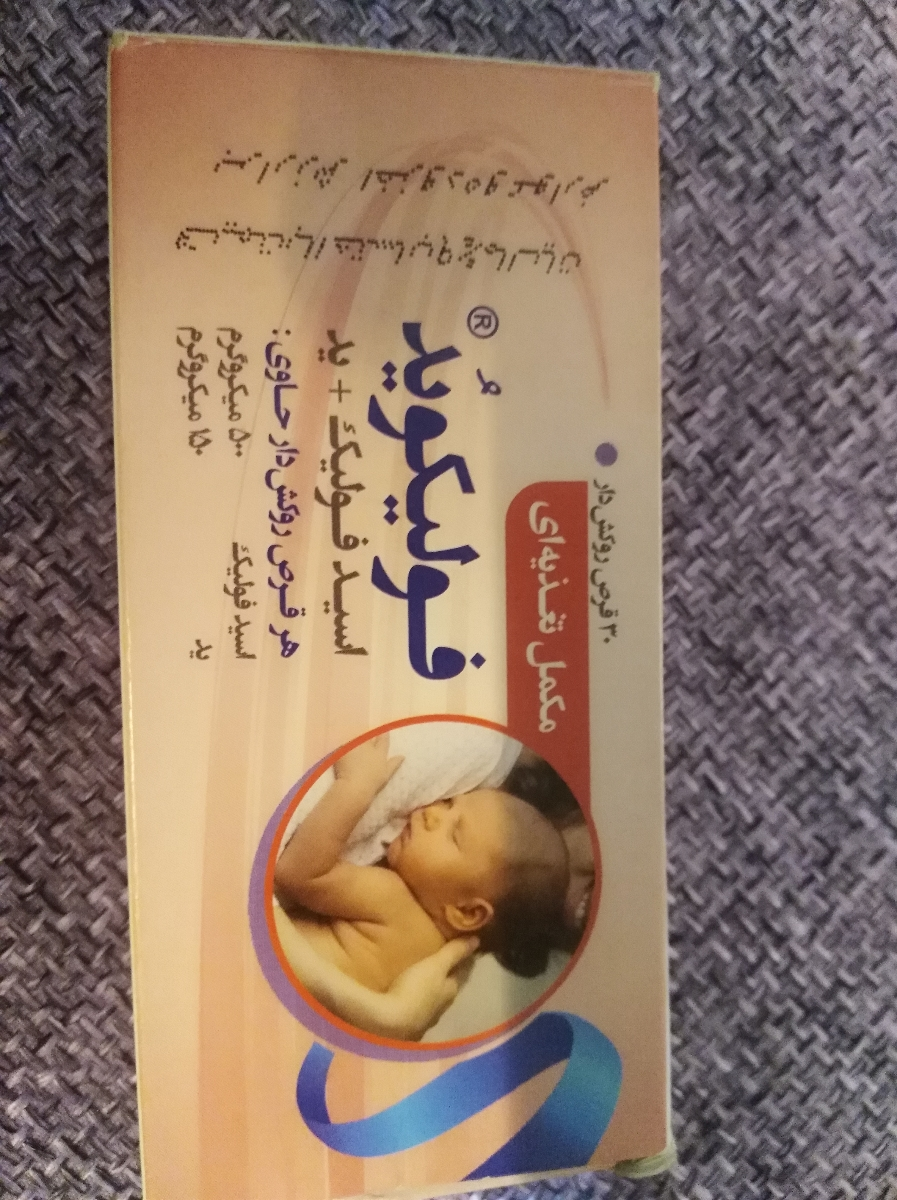 ۳۰ قرص روکش‌دار
مکمل تغذیه‌ای
فولیکویُد®
اسید فولیک + ید
هر قرص روکش‌دار حاوی:
اسید فولیک ۵۰۰ میکروگرم
ید ۱۵۰ میکروگرم